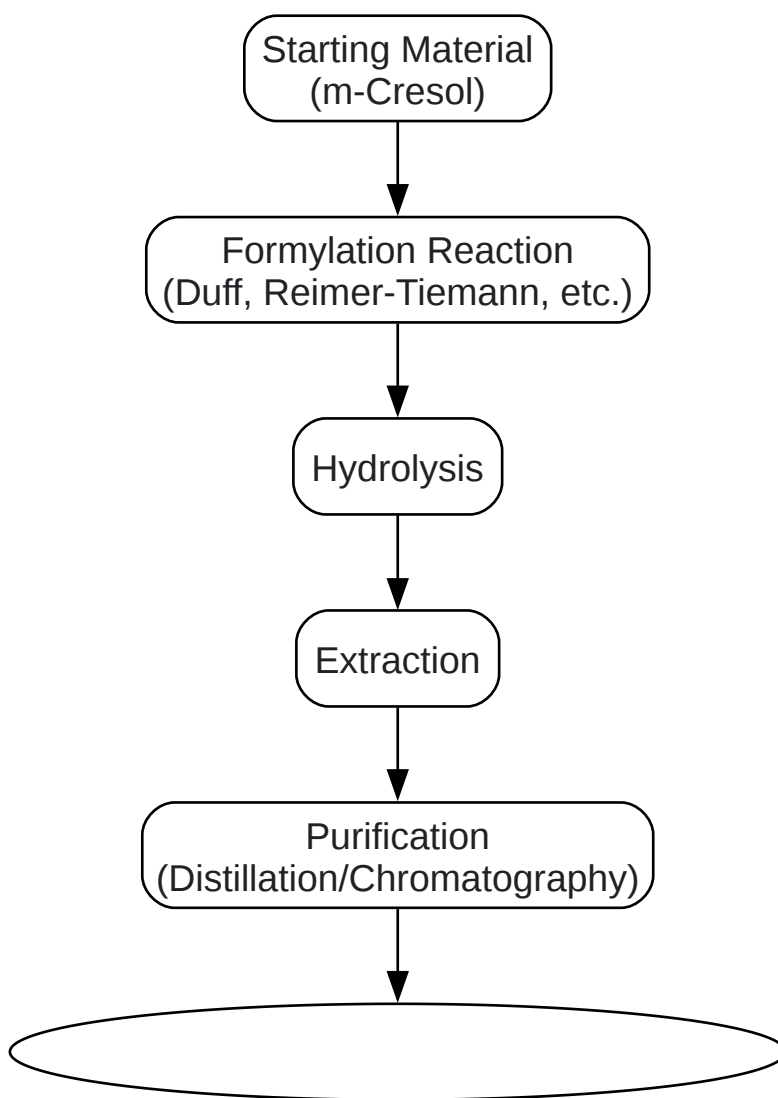 Starting Material
(m-Cresol)
Formylation Reaction
(Duff, Reimer-Tiemann, etc.)
Hydrolysis
Extraction
Purification
(Distillation/Chromatography)